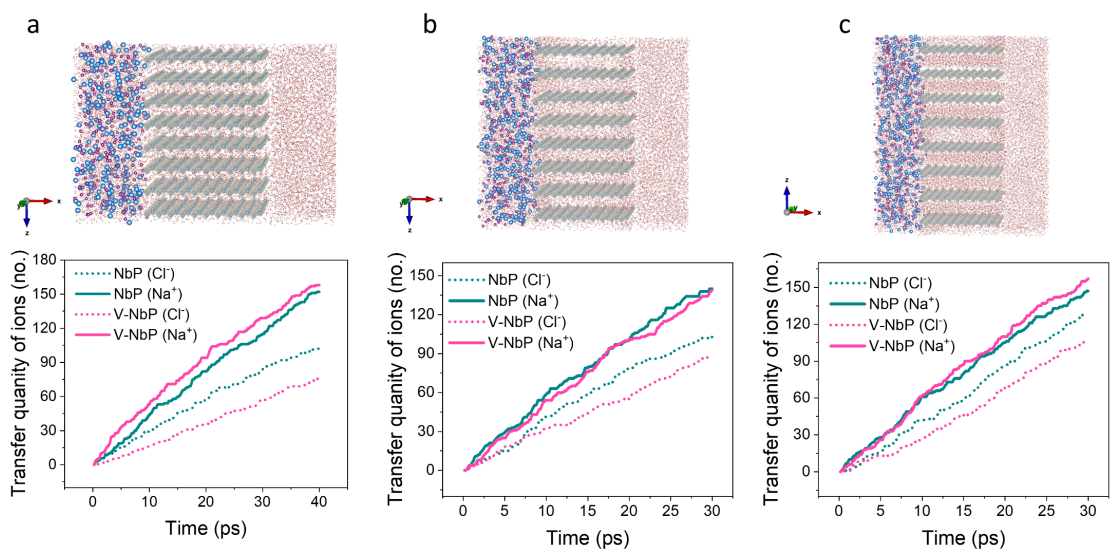 a
b
c
y
x
z
y
x
z
z
y
x
Transfer quanity of ions (no.)
180
150
120
90
60
30
0
NbP (Cl⁻)
NbP (Na⁺)
V-NbP (Cl⁻)
V-NbP (Na⁺)
0 10 20 30 40
Time (ps)
Transfer quanity of ions (no.)
150
120
90
60
30
0
NbP (Cl⁻)
NbP (Na⁺)
V-NbP (Cl⁻)
V-NbP (Na⁺)
0 5 10 15 20 25 30
Time (ps)
Transfer quanity of ions (no.)
150
120
90
60
30
0
NbP (Cl⁻)
NbP (Na⁺)
V-NbP (Cl⁻)
V-NbP (Na⁺)
0 5 10 15 20 25 30
Time (ps)